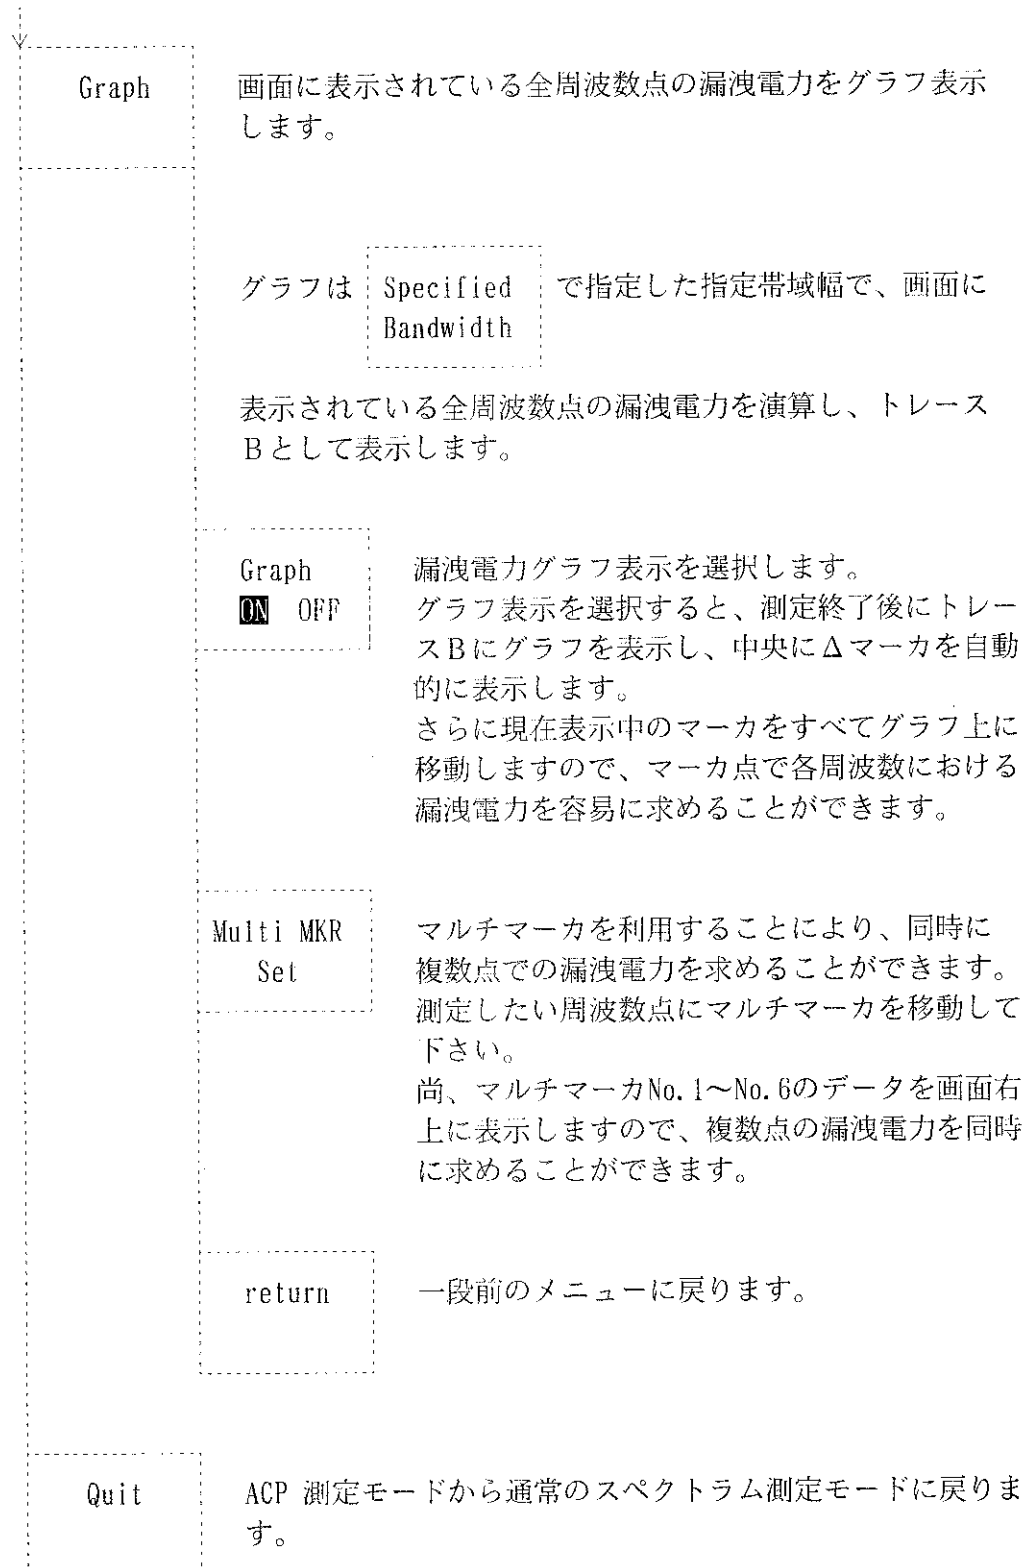 Graph
画面に表示されている全周波数点の漏洩電力をグラフ表示
します。
グラフは Specified で指定した指定帯域幅で、画面に
Bandwidth
表示されている全周波数点の漏洩電力を演算し、トレース
Bとして表示します。
Graph
ON OFF
漏洩電力グラフ表示を選択します。
グラフ表示を選択すると、測定終了後にトレー
スBにグラフを表示し、中央にΔマーカを自動
的に表示します。
さらに現在表示中のマーカをすべてグラフ上に
移動しますので、マーカ点で各周波数における
漏洩電力を容易に求めることができます。
Multi MKR
Set
マルチマーカを利用することにより、同時に
複数点での漏洩電力を求めることができます。
測定したい周波数点にマルチマーカを移動して
下さい。
尚、マルチマーカNo.1〜No.6のデータを画面右
上に表示しますので、複数点の漏洩電力を同時
に求めることができます。
return
一段前のメニューに戻ります。
Quit
ACP 測定モードから通常のスペクトラム測定モードに戻りま
す。